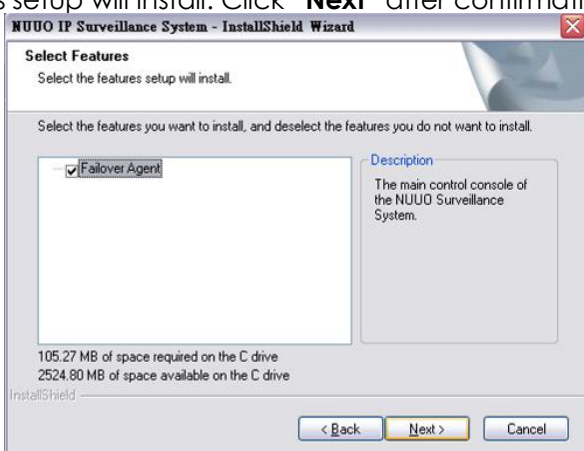 s setup will install. Click "Next" after confirmat
NUUO IP Surveillance System - InstallShield Wizard
Select Features
Select the features setup will install.
Select the features you want to install, and deselect the features you do not want to install.
Failover Agent
Description
The main control console of
the NUUO Surveillance
System.
105.27 MB of space required on the C drive
2524.80 MB of space available on the C drive
InstallShield
< Back
Next >
Cancel